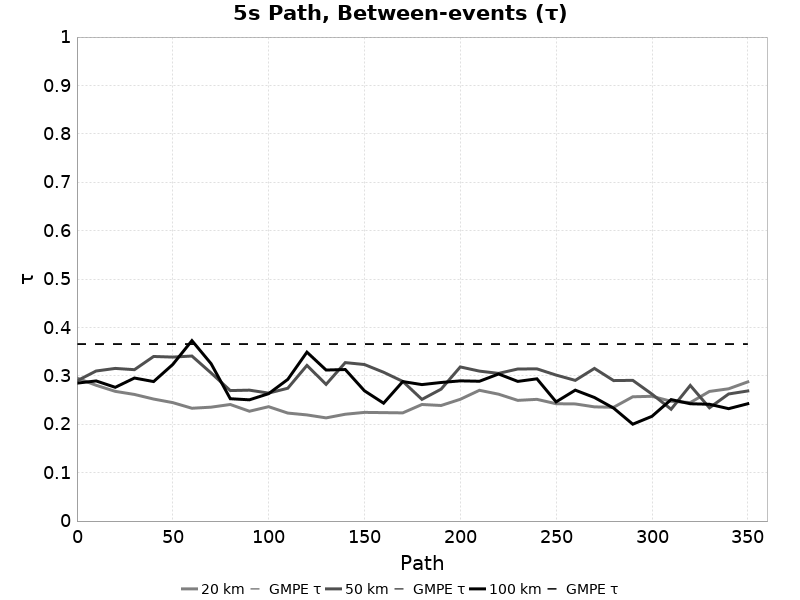 5s Path, Between-events (τ)
1
0.9
0.8
0.7
0.6
0.5
0.4
0.3
0.2
0.1
0
τ
0 50 100 150 200 250 300 350
Path
20 km GMPE τ 50 km GMPE τ 100 km GMPE τ